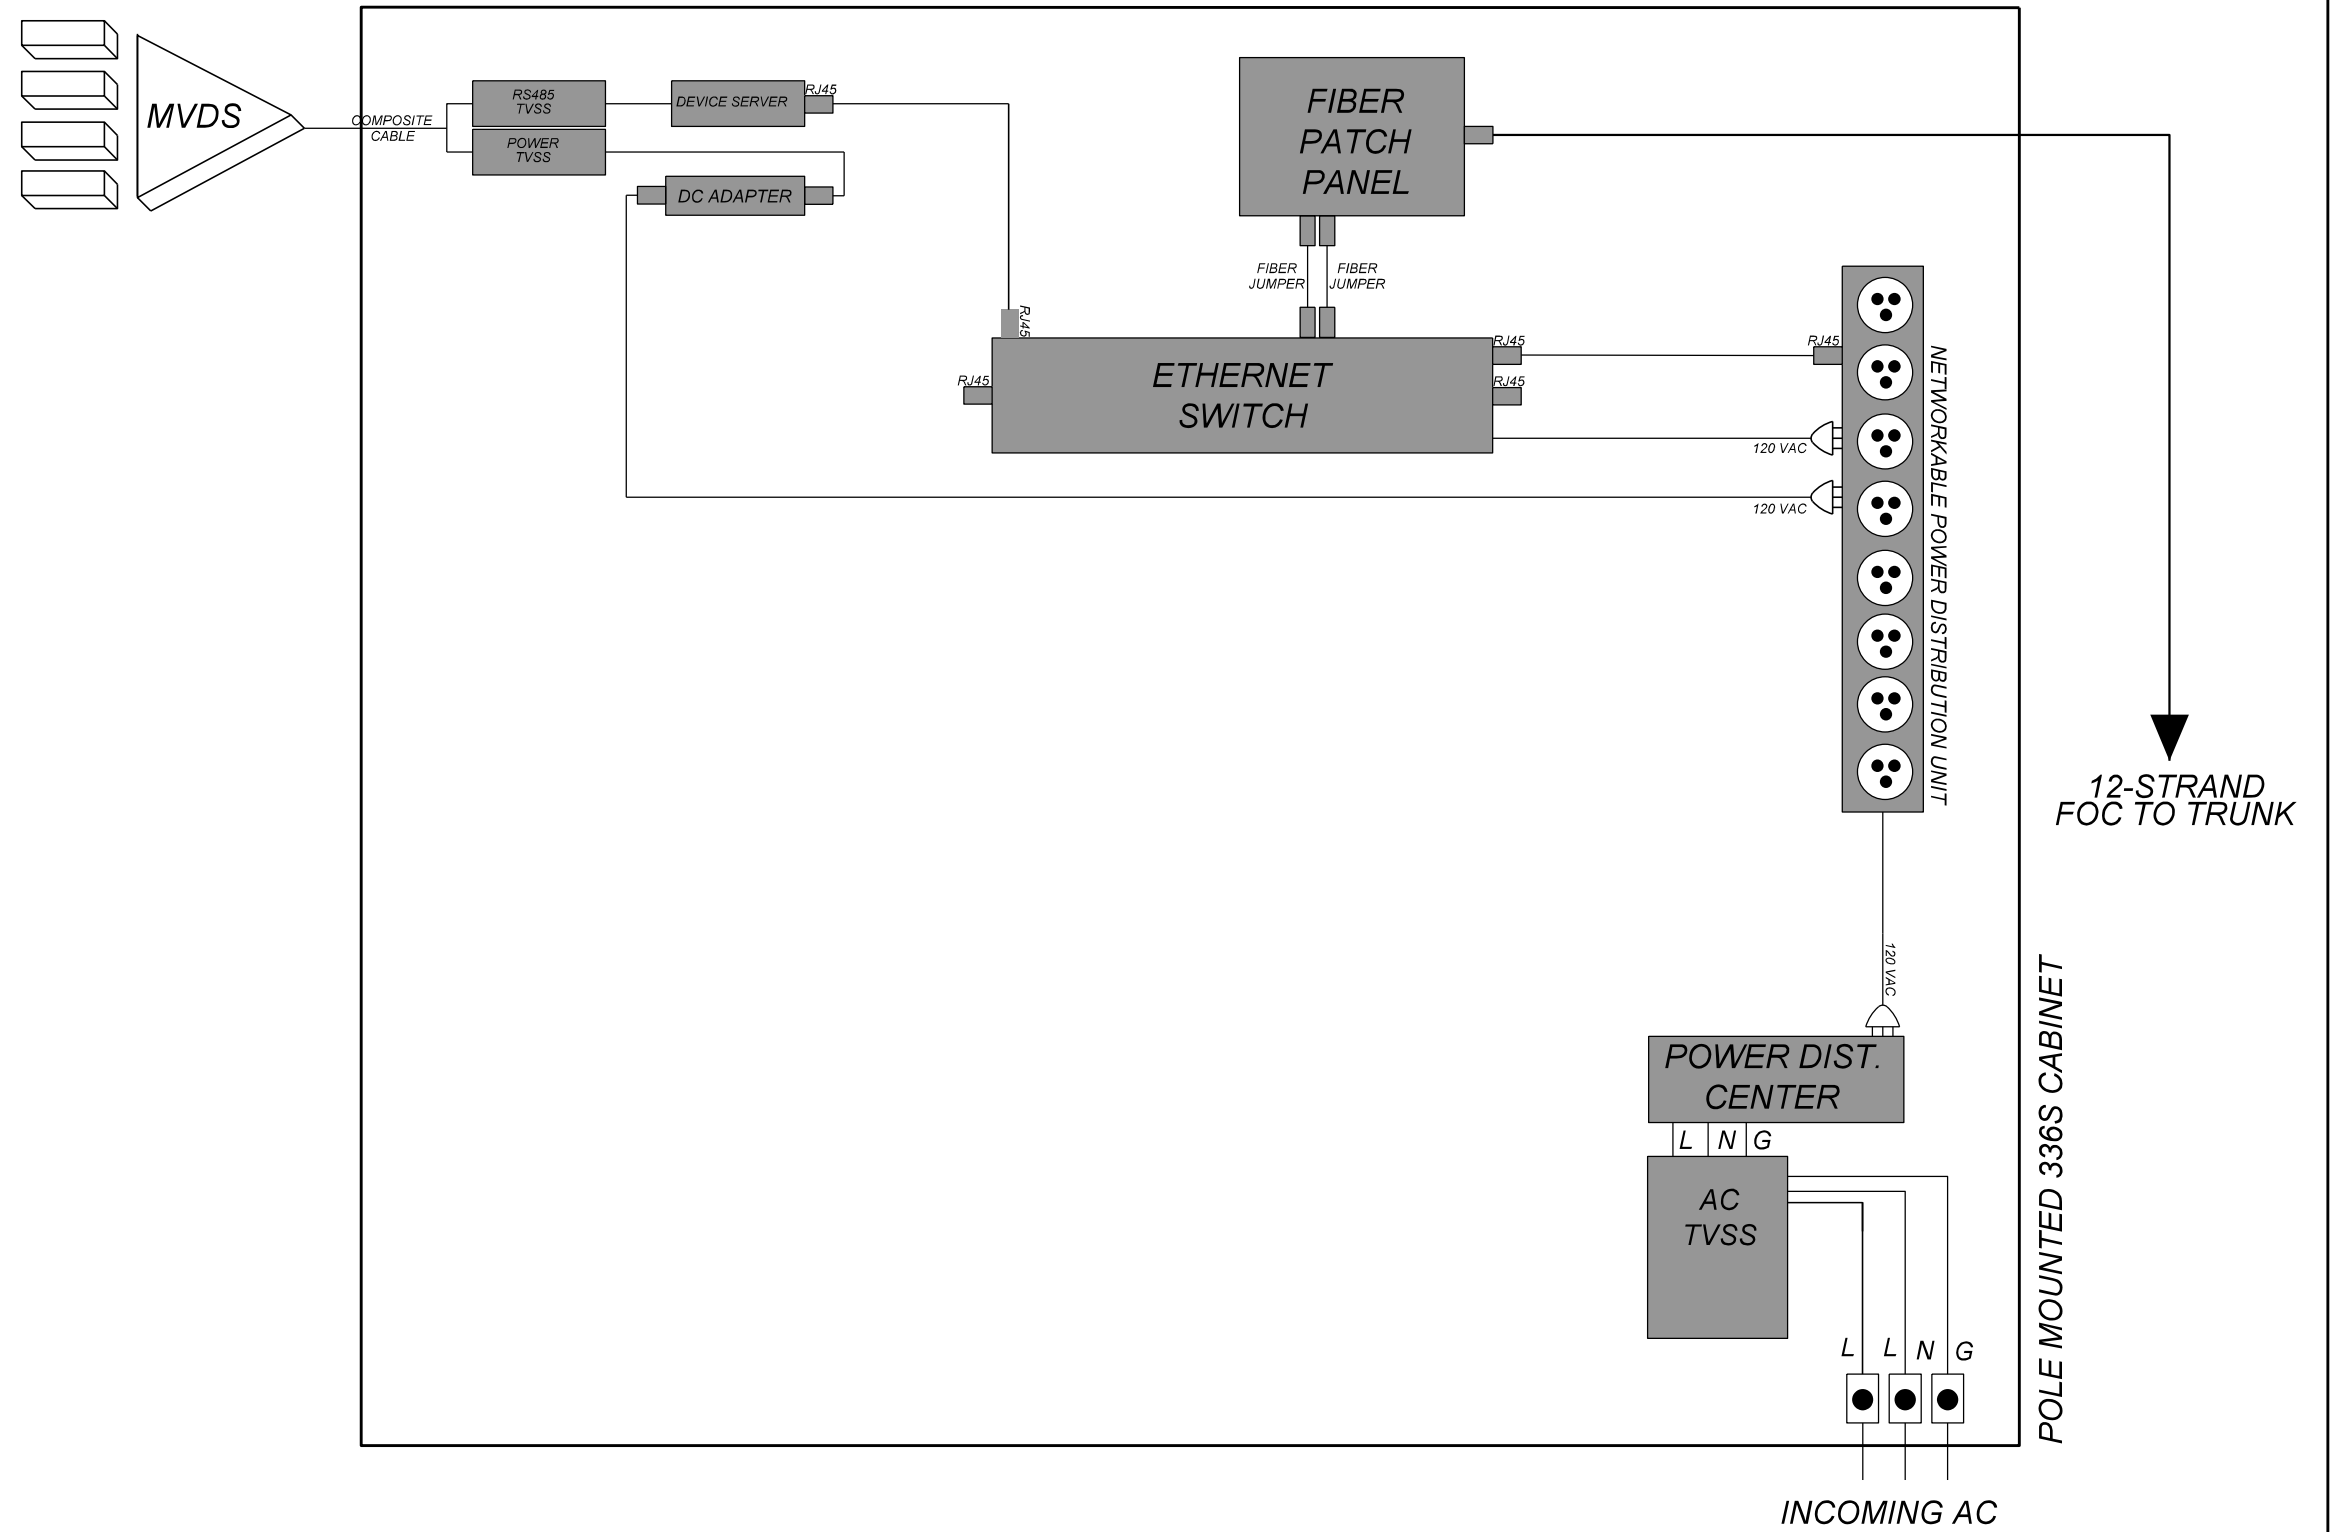 MVDS
COMPOSITE
CABLE
RS485
TVSS
POWER
TVSS
DEVICE SERVER
RJ45
DC ADAPTER
FIBER
PATCH
PANEL
FIBER
JUMPER
FIBER
JUMPER
RJ45
RJ45
ETHERNET
SWITCH
RJ45
RJ45
RJ45
120 VAC
120 VAC
NETWORKABLE POWER DISTRIBUTION UNIT
12-STRAND
FOC TO TRUNK
120 VAC
POWER DIST.
CENTER
L N G
AC
TVSS
L L N G
POLE MOUNTED 336S CABINET
INCOMING AC